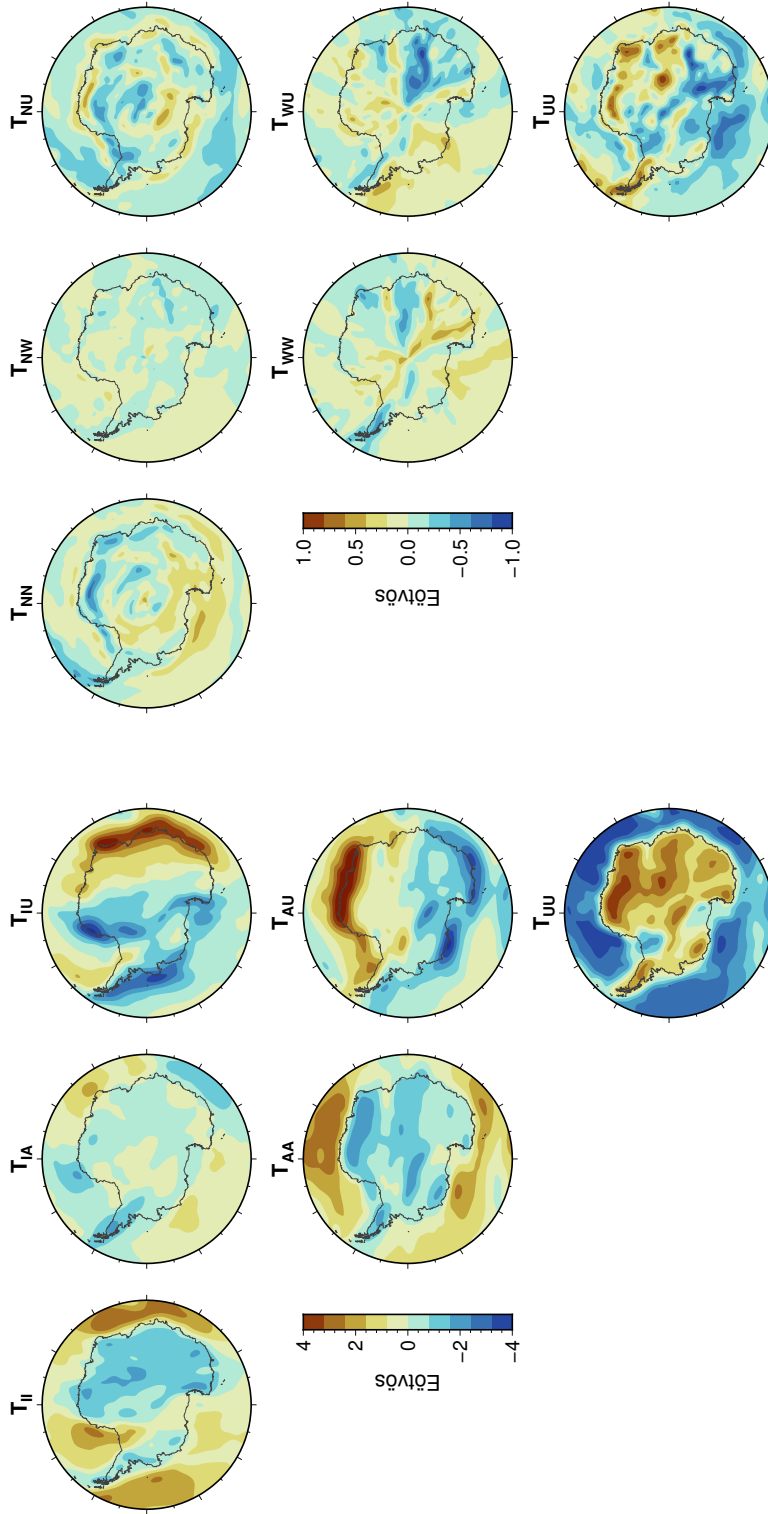 T_NU
T_NW
T_NN
T_IU
T_IA
T_II
T_WU
T_WW
1.0
0.5
0.0
−0.5
−1.0
Eötvös
T_AU
T_AA
4
2
0
−2
−4
Eötvös
T_UU
T_UU